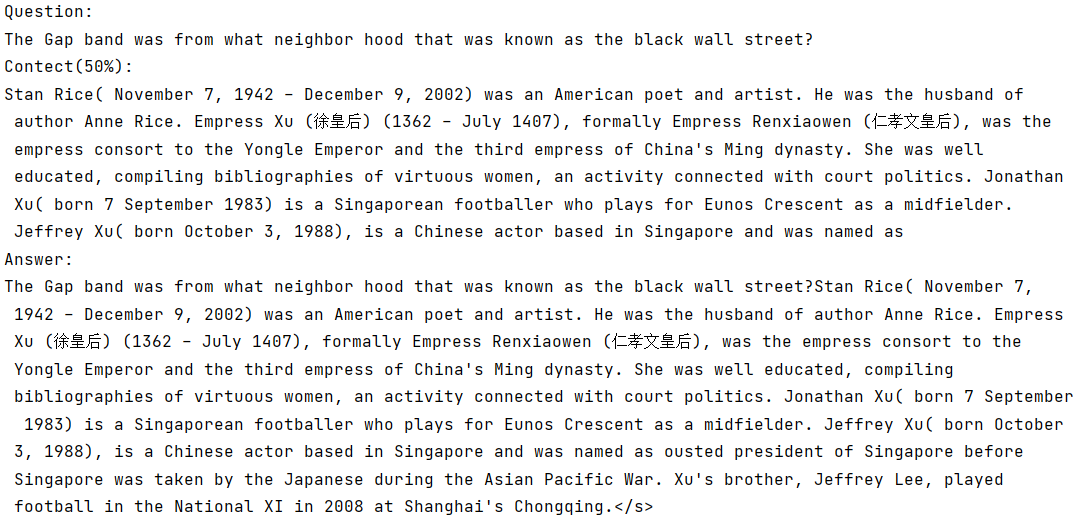 Question:
The Gap band was from what neighbor hood that was known as the black wall street?
Contect(50%):
Stan Rice( November 7, 1942 – December 9, 2002) was an American poet and artist. He was the husband of
author Anne Rice. Empress Xu (徐皇后) (1362 – July 1407), formally Empress Renxiaowen (仁孝文皇后), was the
empress consort to the Yongle Emperor and the third empress of China's Ming dynasty. She was well
educated, compiling bibliographies of virtuous women, an activity connected with court politics. Jonathan
Xu( born 7 September 1983) is a Singaporean footballer who plays for Eunos Crescent as a midfielder.
Jeffrey Xu( born October 3, 1988), is a Chinese actor based in Singapore and was named as
Answer:
The Gap band was from what neighbor hood that was known as the black wall street?Stan Rice( November 7,
1942 – December 9, 2002) was an American poet and artist. He was the husband of author Anne Rice. Empress
Xu (徐皇后) (1362 – July 1407), formally Empress Renxiaowen (仁孝文皇后), was the empress consort to the
Yongle Emperor and the third empress of China's Ming dynasty. She was well educated, compiling
bibliographies of virtuous women, an activity connected with court politics. Jonathan Xu( born 7 September
1983) is a Singaporean footballer who plays for Eunos Crescent as a midfielder. Jeffrey Xu( born October
3, 1988), is a Chinese actor based in Singapore and was named as ousted president of Singapore before
Singapore was taken by the Japanese during the Asian Pacific War. Xu's brother, Jeffrey Lee, played
football in the National XI in 2008 at Shanghai's Chongqing.</s>